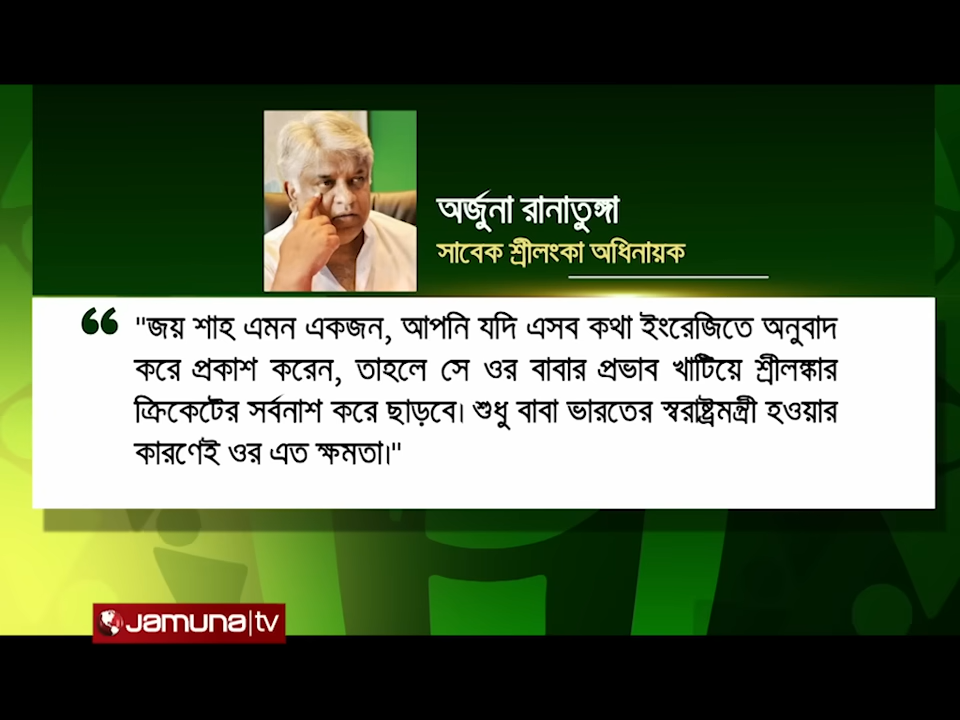 অর্জুনা রানাতুঙ্গা
সাবেক শ্রীলংকা অধিনায়ক
“
"জয় শাহ এমন একজন, আপনি যদি এসব কথা ইংরেজিতে অনুবাদ
করে প্রকাশ করেন, তাহলে সে ওর বাবার প্রভাব খাটিয়ে শ্রীলঙ্কার
ক্রিকেটের সর্বনাশ করে ছাড়বে। শুধু বাবা ভারতের স্বরাষ্ট্রমন্ত্রী হওয়ার
কারণেই ওর এত ক্ষমতা।"
Jamuna|tv